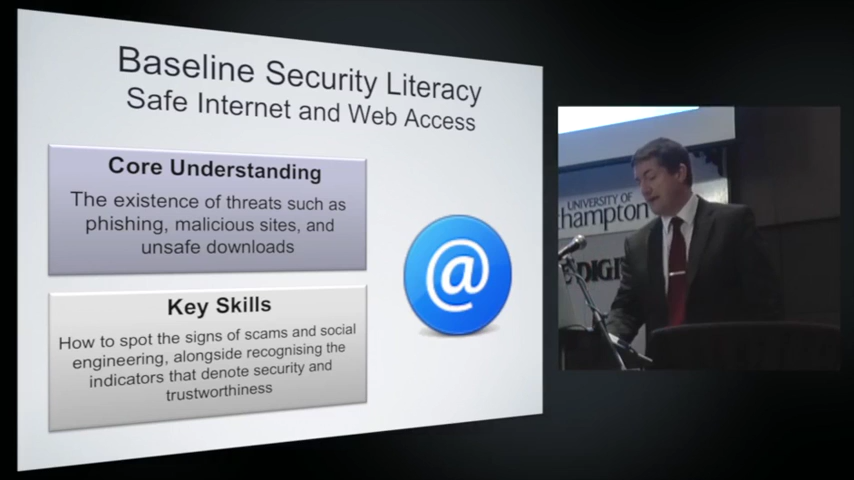 Baseline Security Literacy
Safe Internet and Web Access
Core Understanding
The existence of threats such as
phishing, malicious sites, and
unsafe downloads
Key Skills
How to spot the signs of scams and social
engineering, alongside recognising the
indicators that denote security and
trustworthiness
@
UNIVERSITY OF
hampton
DIGI